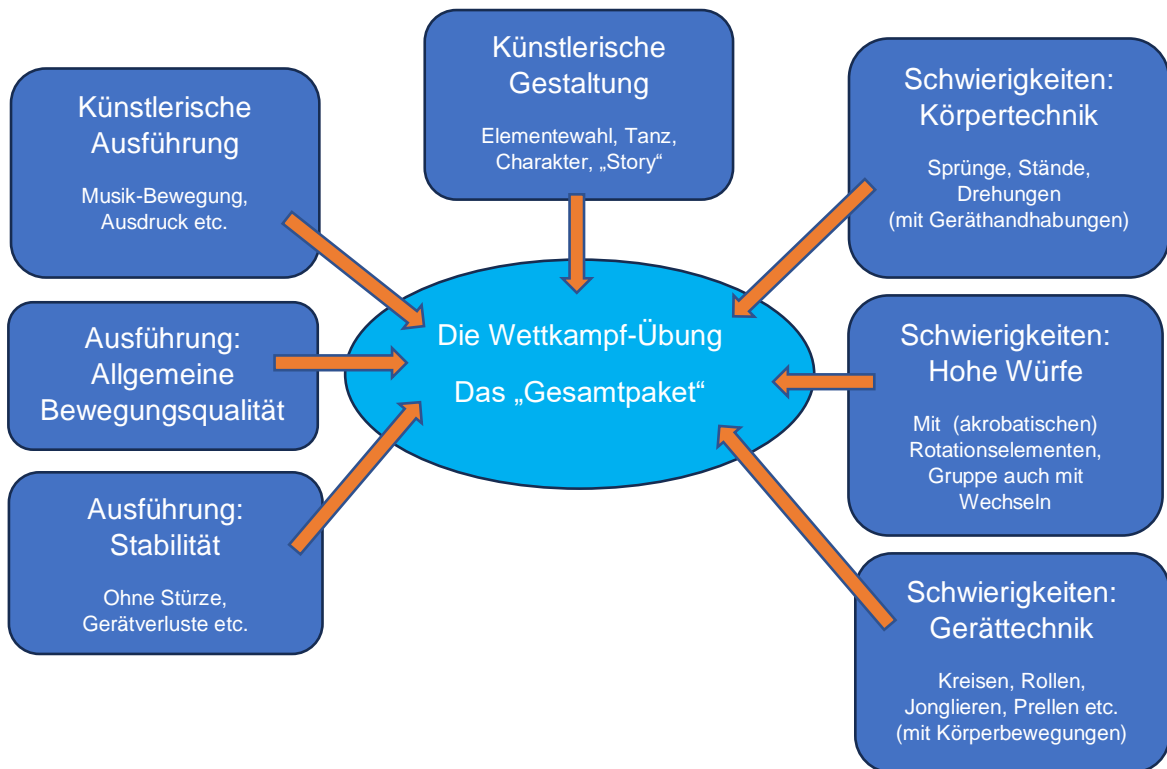 Künstlerische
Ausführung
Musik-Bewegung,
Ausdruck etc.
Künstlerische
Gestaltung
Elementewahl, Tanz,
Charakter, „Story“
Schwierigkeiten:
Körpertechnik
Sprünge, Stände,
Drehungen
(mit Geräthandhabungen)
Ausführung:
Allgemeine
Bewegungsqualität
Die Wettkampf-Übung
Das „Gesamtpaket“
Schwierigkeiten:
Hohe Würfe
Mit (akrobatischen)
Rotationselementen,
Gruppe auch mit
Wechseln
Ausführung:
Stabilität
Ohne Stürze,
Gerätverluste etc.
Schwierigkeiten:
Gerättechnik
Kreisen, Rollen,
Jonglieren, Prellen etc.
(mit Körperbewegungen)